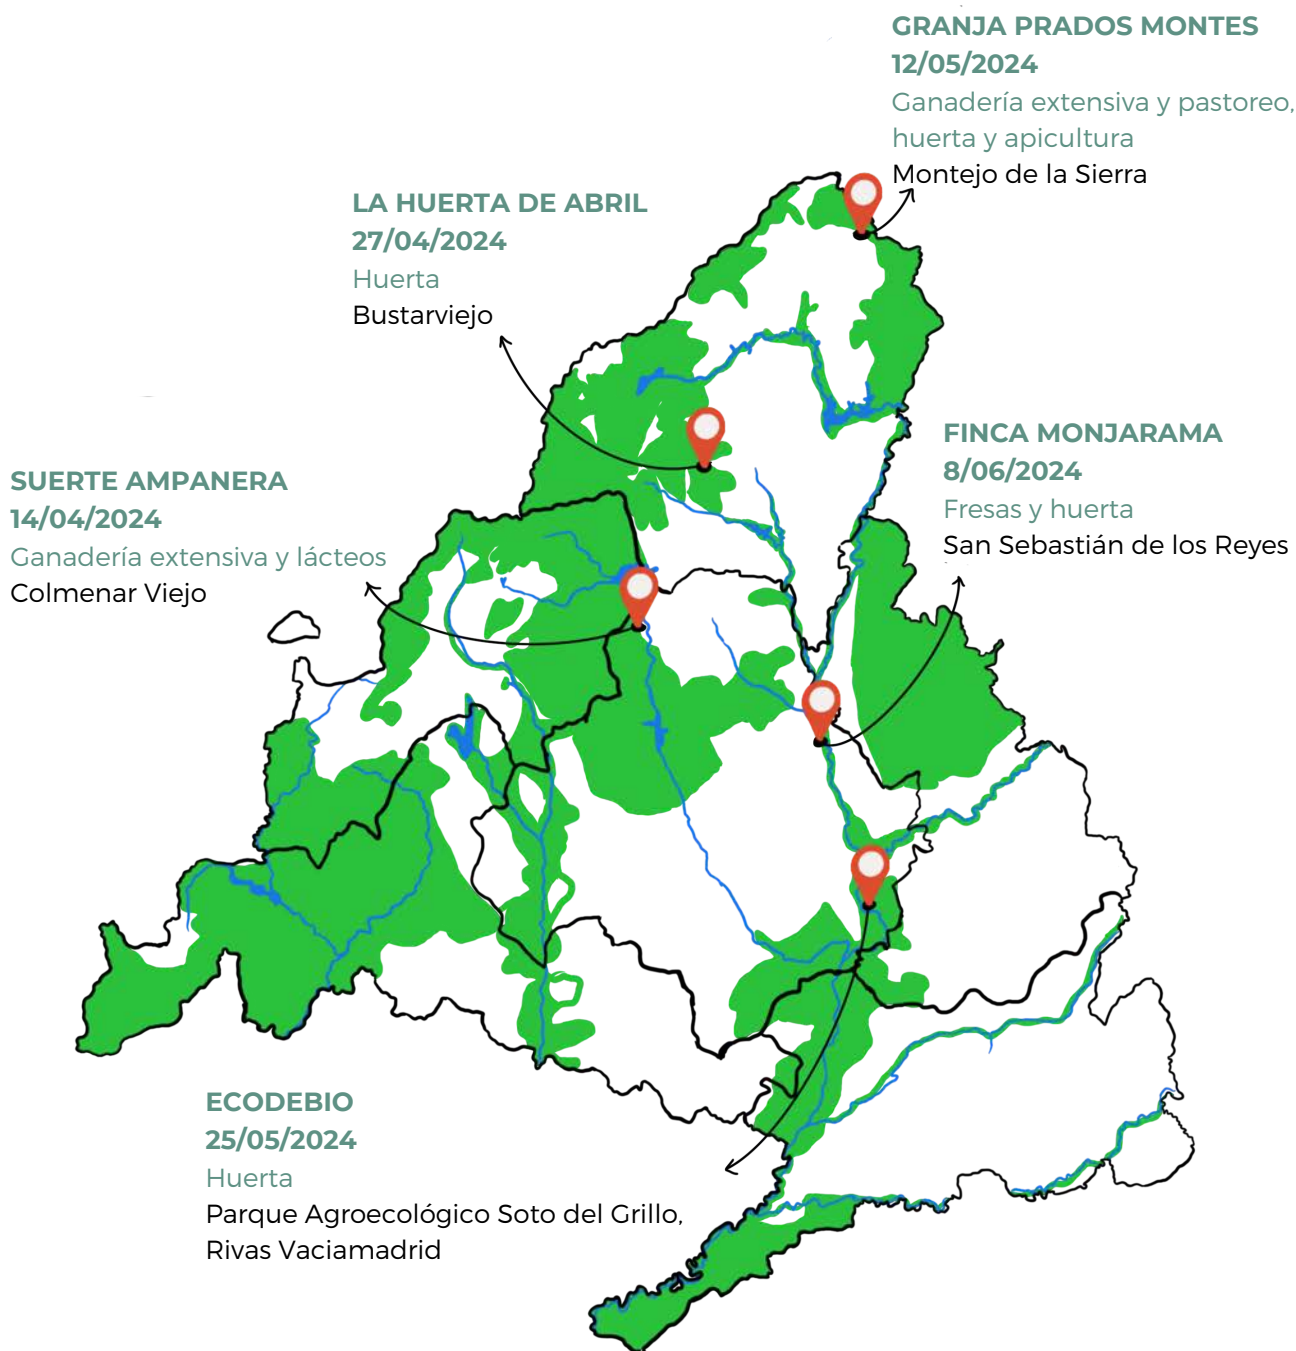 GRANJA PRADOS MONTES
12/05/2024
Ganadería extensiva y pastoreo,
huerta y apicultura
Montejo de la Sierra
LA HUERTA DE ABRIL
27/04/2024
Huerta
Bustarviejo
FINCA MONJARAMA
8/06/2024
Fresas y huerta
San Sebastián de los Reyes
SUERTE AMPANERA
14/04/2024
Ganadería extensiva y lácteos
Colmenar Viejo
ECODEBIO
25/05/2024
Huerta
Parque Agroecológico Soto del Grillo,
Rivas Vaciamadrid